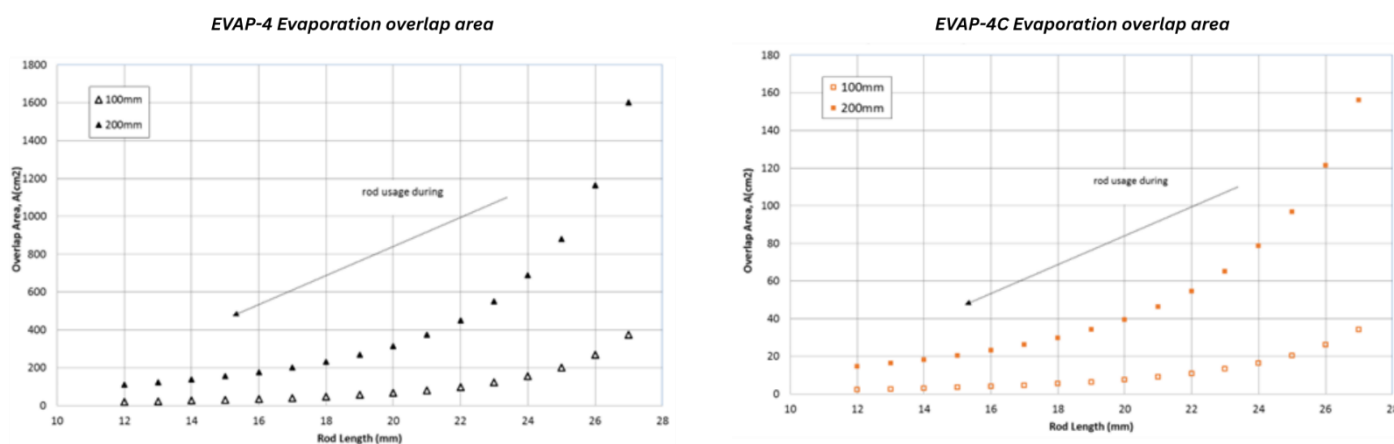 EVAP-4 Evaporation overlap area
1800
1600
1400
1200
1000
800
600
400
200
0
Overlap Area, A(cm2)
100mm
200mm
rod usage during
10 12 14 16 18 20 22 24 26 28
Rod Length (mm)
EVAP-4C Evaporation overlap area
180
160
140
120
100
80
60
40
20
0
Overlap Area, A(cm2)
100mm
200mm
rod usage during
10 12 14 16 18 20 22 24 26 28
Rod Length (mm)